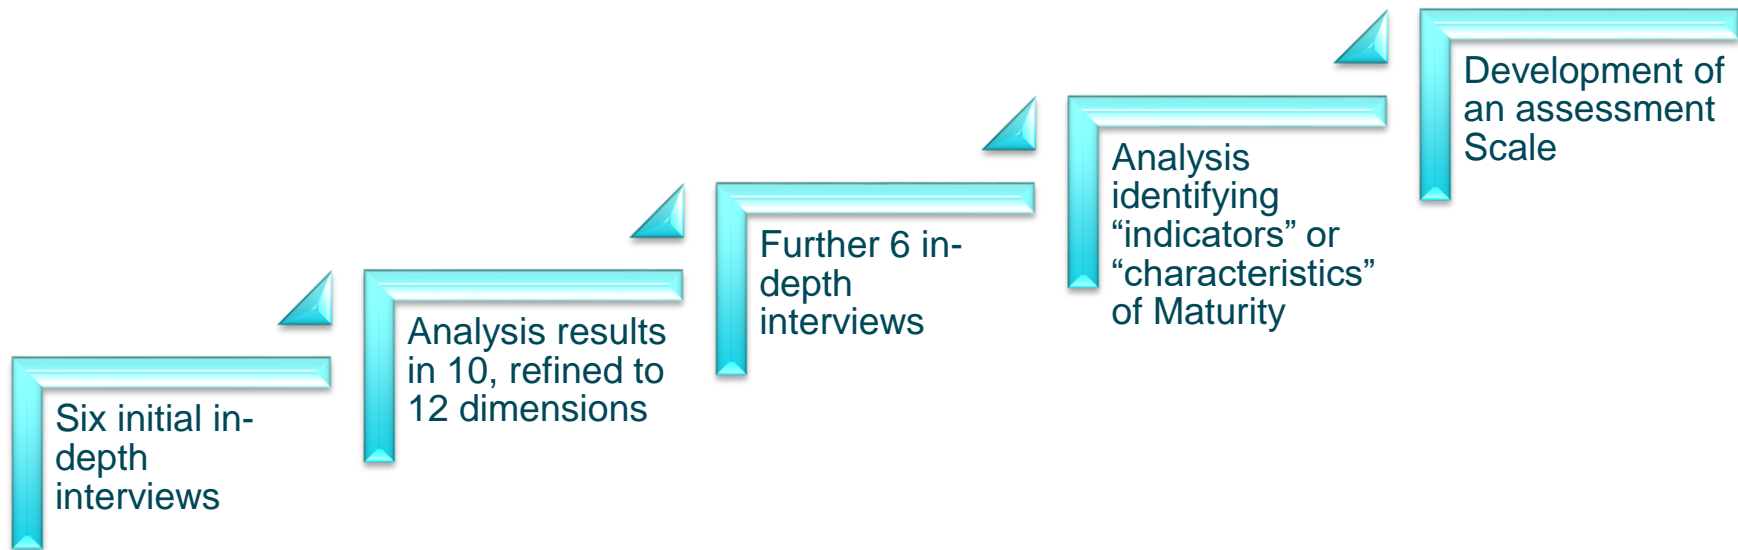 Six initial in-
depth
interviews
Analysis results
in 10, refined to
12 dimensions
Further 6 in-
depth
interviews
Analysis
identifying
“indicators” or
“characteristics”
of Maturity
Development of
an assessment
Scale